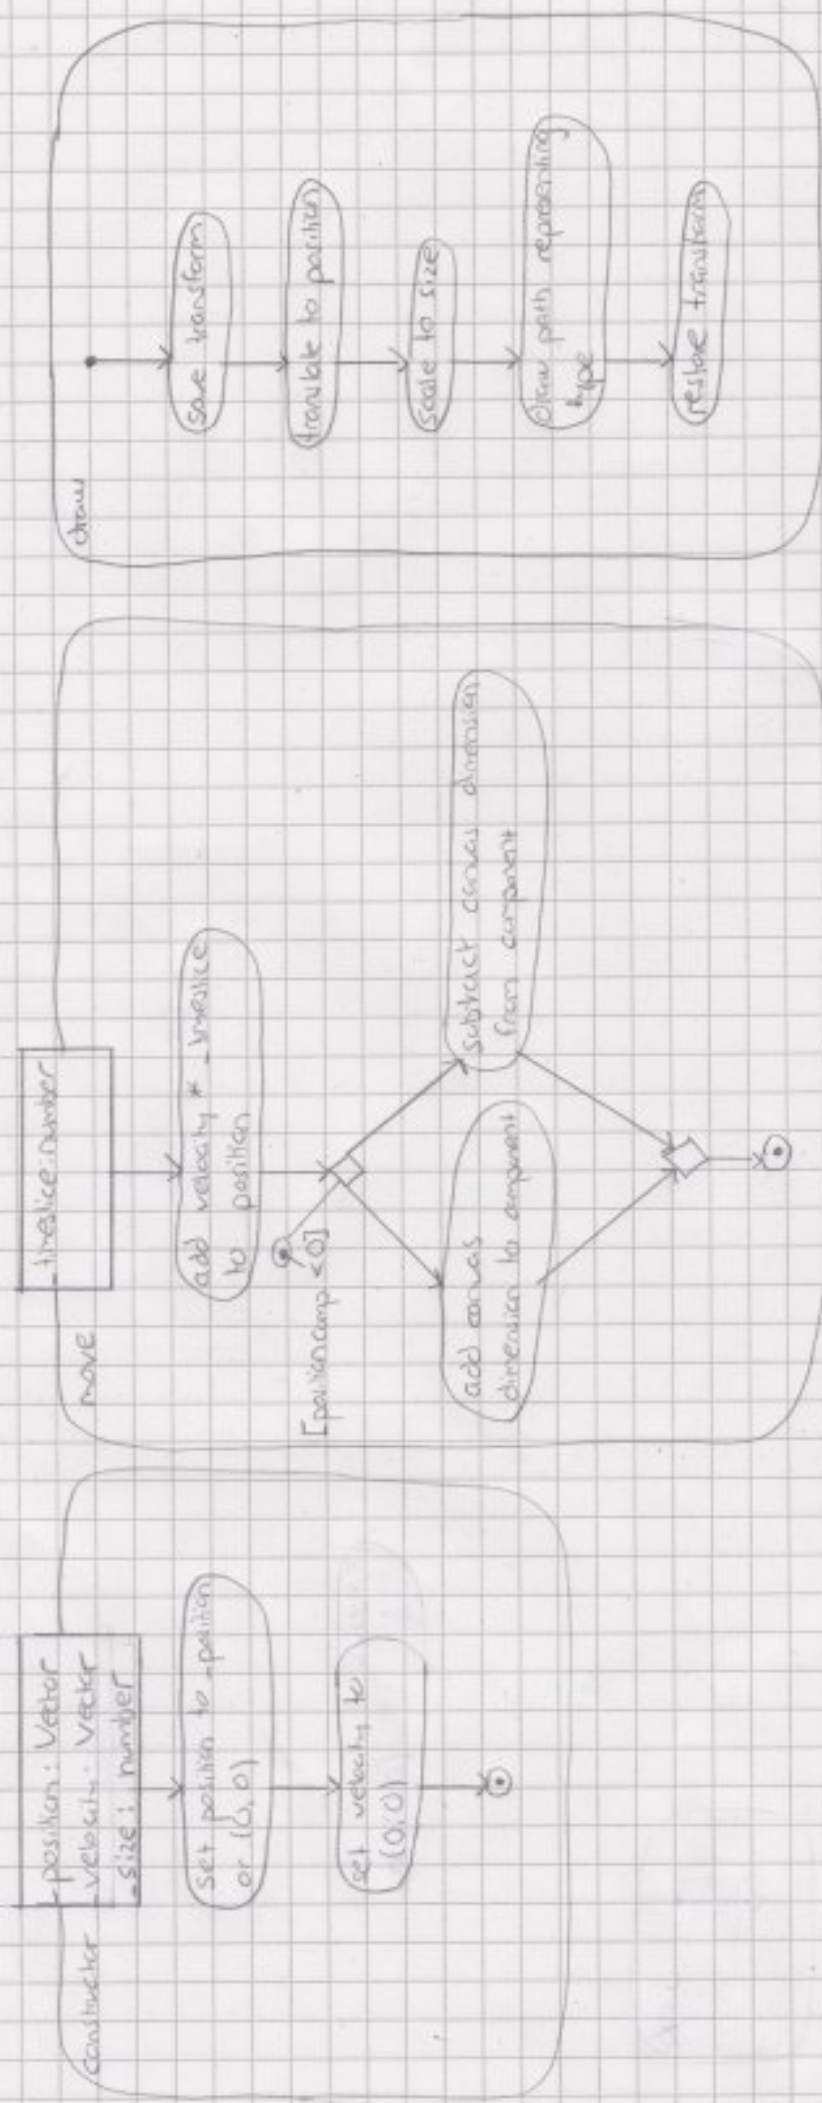 constructor
_position: Vector
_velocity: Vector
_size: number
set position to _position
or (0,0)
set velocity to
(0,0)
move
_timeslice:number
add velocity * _timeslice
to position
[position comp <0]
add canvas
dimension to component
subtract canvas dimension
from component
draw
save transform
translate to position
scale to size
draw path representing
type
restore transform